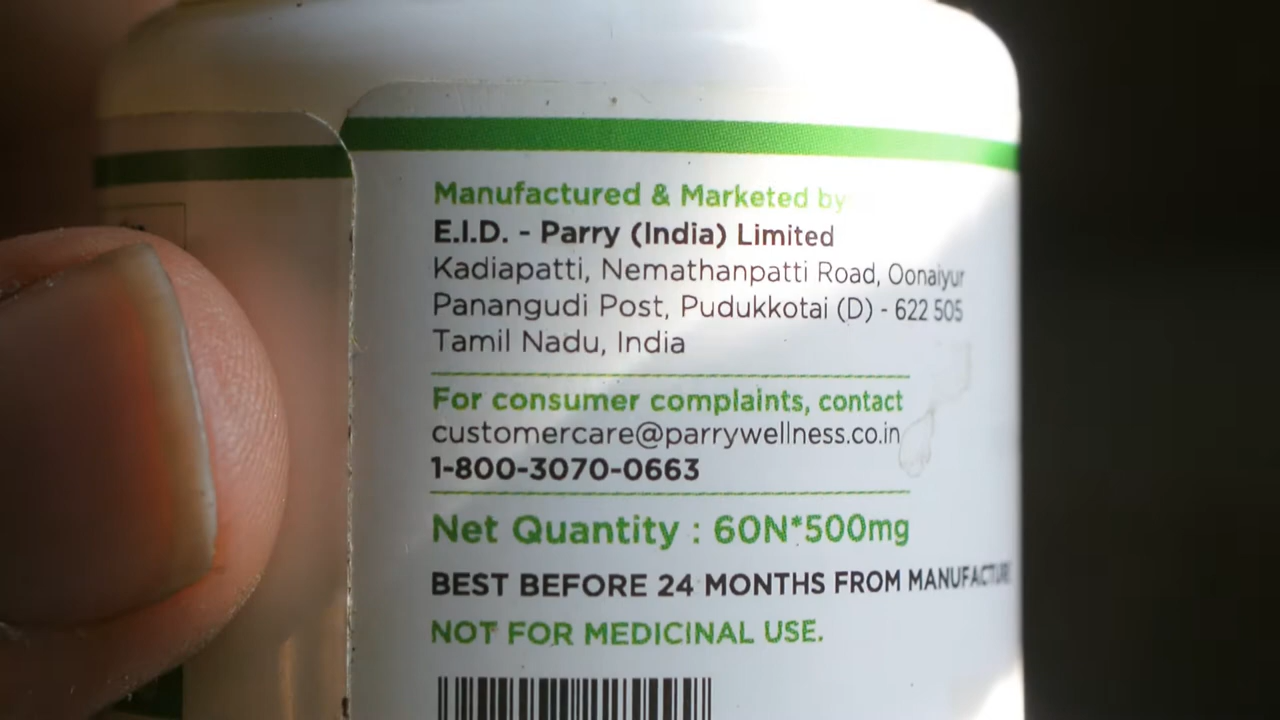 Manufactured & Marketed by
E.I.D. - Parry (India) Limited
Kadiapatti, Nemathanpatti Road, Oonaiyur
Panangudi Post, Pudukkotai (D) - 622 505
Tamil Nadu, India
For consumer complaints, contact
customercare@parrywellness.co.in
1-800-3070-0663
Net Quantity : 60N*500mg
BEST BEFORE 24 MONTHS FROM
NOT FOR MEDICINAL USE.